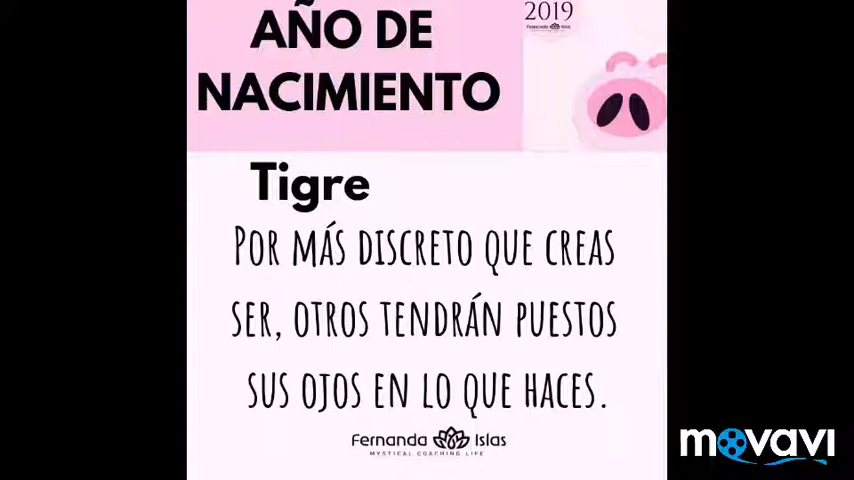 AÑO DE
NACIMIENTO
2019
Fernanda Islas
Tigre
POR MÁS DISCRETO QUE CREAS
SER, OTROS TENDRÁN PUESTOS
SUS OJOS EN LO QUE HACES.
Fernanda Islas
MYSTICAL COACHING LIFE
movavi